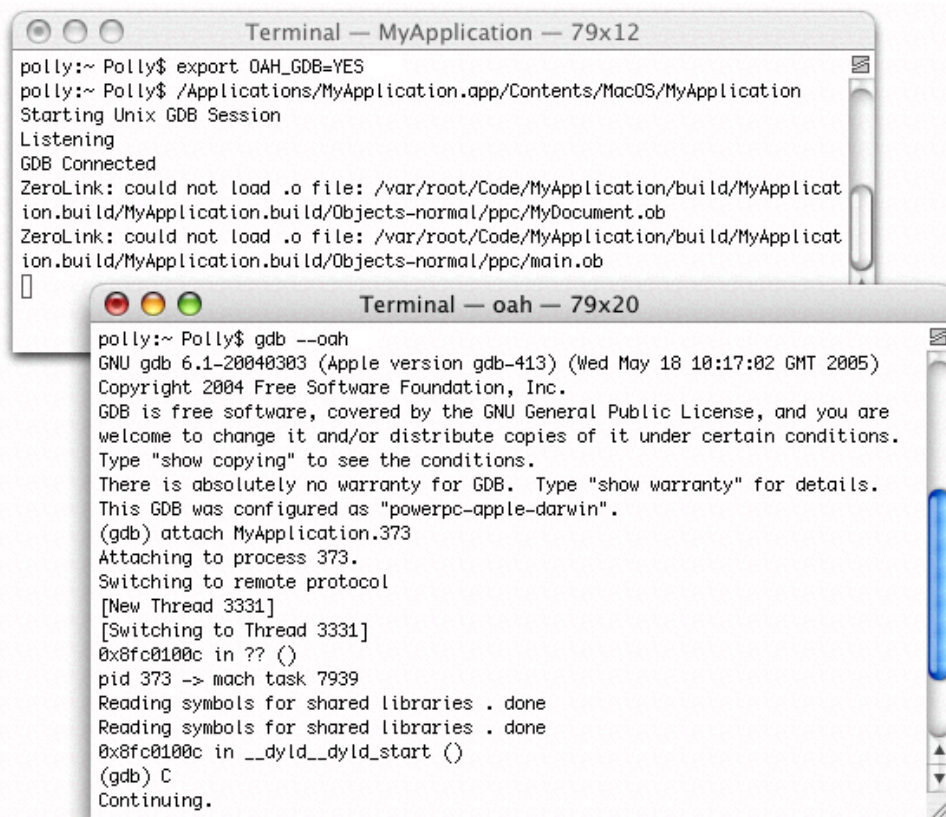 Terminal — MyApplication — 79x12
polly:~ Polly$ export OAH_GDB=YES
polly:~ Polly$ /Applications/MyApplication.app/Contents/MacOS/MyApplication
Starting Unix GDB Session
Listening
GDB Connected
ZeroLink: could not load .o file: /var/root/Code/MyApplication/build/MyApplicat
ion.build/MyApplication.build/Objects-normal/ppc/MyDocument.ob
ZeroLink: could not load .o file: /var/root/Code/MyApplication/build/MyApplicat
ion.build/MyApplication.build/Objects-normal/ppc/main.ob
Terminal — oah — 79x20
polly:~ Polly$ gdb --oah
GNU gdb 6.1-20040303 (Apple version gdb-413) (Wed May 18 10:17:02 GMT 2005)
Copyright 2004 Free Software Foundation, Inc.
GDB is free software, covered by the GNU General Public License, and you are
welcome to change it and/or distribute copies of it under certain conditions.
Type "show copying" to see the conditions.
There is absolutely no warranty for GDB.  Type "show warranty" for details.
This GDB was configured as "powerpc-apple-darwin".
(gdb) attach MyApplication.373
Attaching to process 373.
Switching to remote protocol
[New Thread 3331]
[Switching to Thread 3331]
0x8fc0100c in ?? ()
pid 373 -> mach task 7939
Reading symbols for shared libraries . done
Reading symbols for shared libraries . done
0x8fc0100c in __dyld__dyld_start ()
(gdb) C
Continuing.